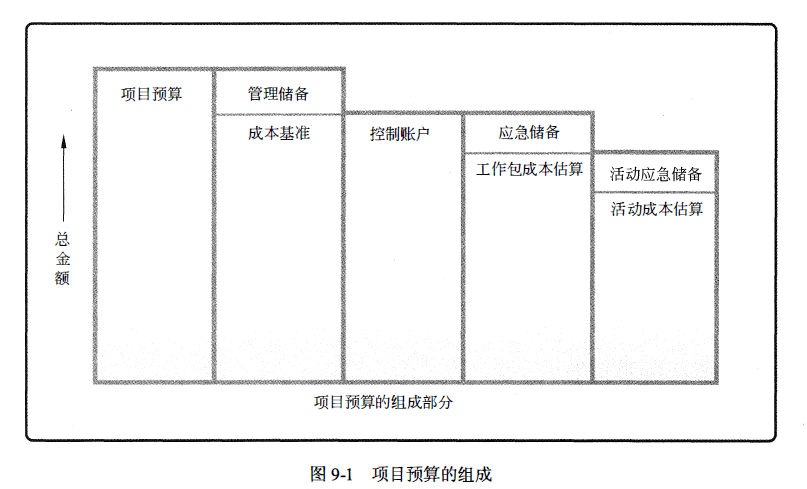 项目预算
管理储备
成本基准
控制账户
应急储备
工作包成本估算
活动应急储备
活动成本估算
总金额
项目预算的组成部分
图 9-1 项目预算的组成